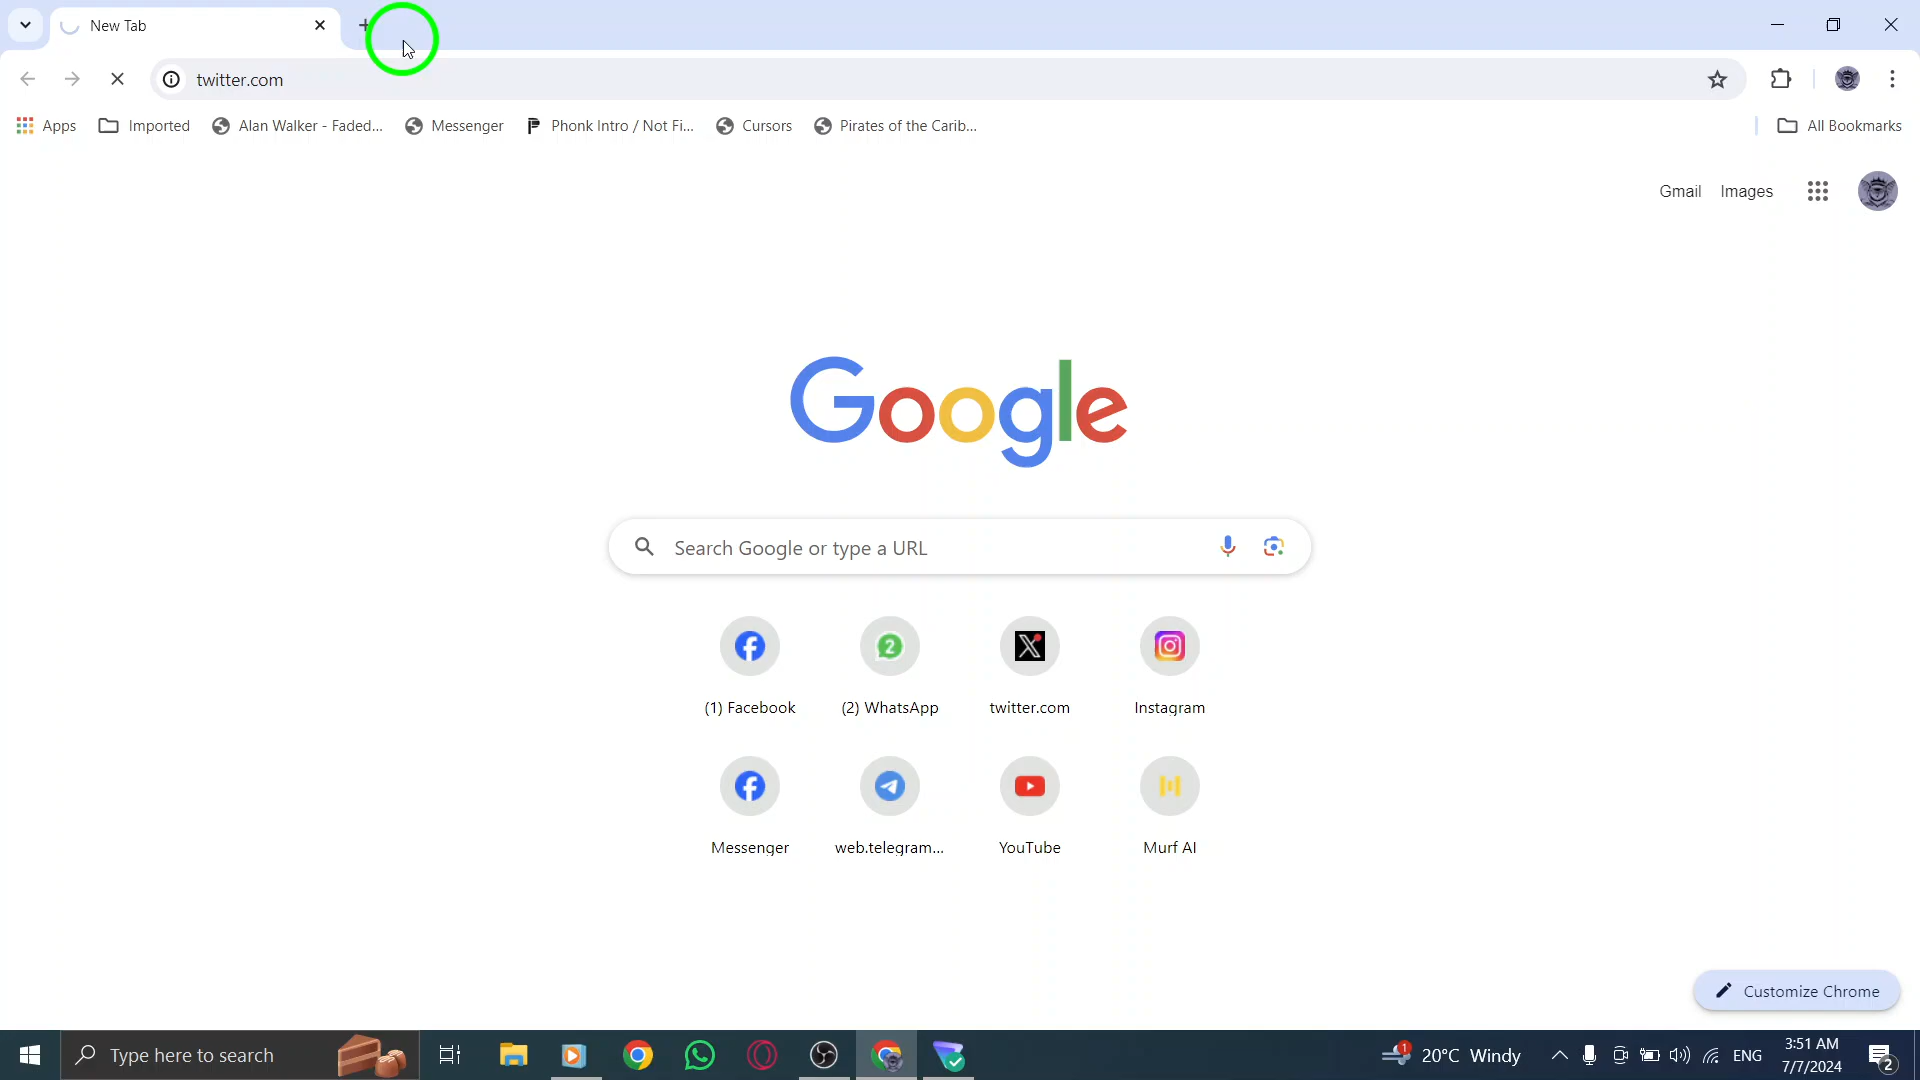 New Tab
twitter.com
Apps Imported Alan Walker - Faded... Messenger Phonk Intro / Not Fi... Cursors Pirates of the Carib... All Bookmarks
Gmail Images
Google
Search Google or type a URL
2
(1) Facebook (2) WhatsApp twitter.com Instagram
Messenger web.telegram... YouTube Murf AI
Customize Chrome
Type here to search
1
20°C Windy
ENG
3:51 AM
7/7/2024
2